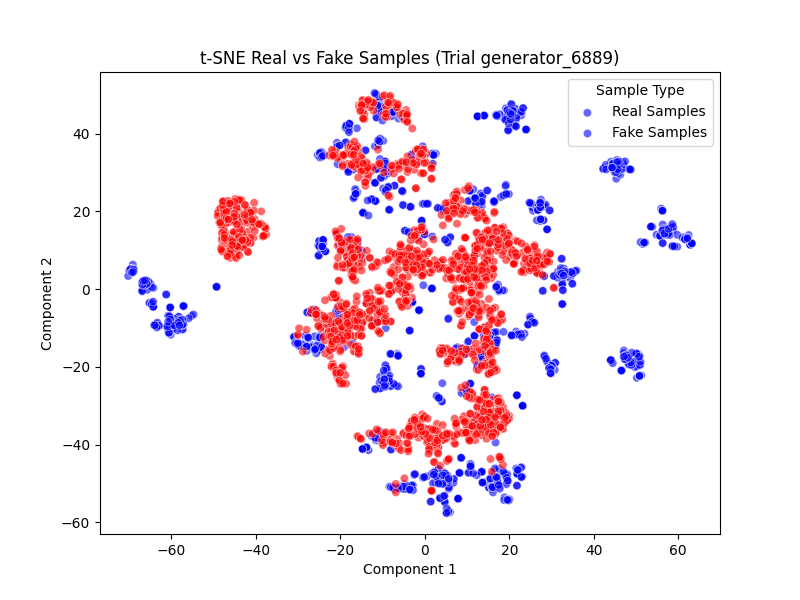 t-SNE Real vs Fake Samples (Trial generator_6889)
Sample Type
Real Samples
Fake Samples
40
20
0
−20
−40
−60
Component 2
−60
−40
−20
0
20
40
60
Component 1